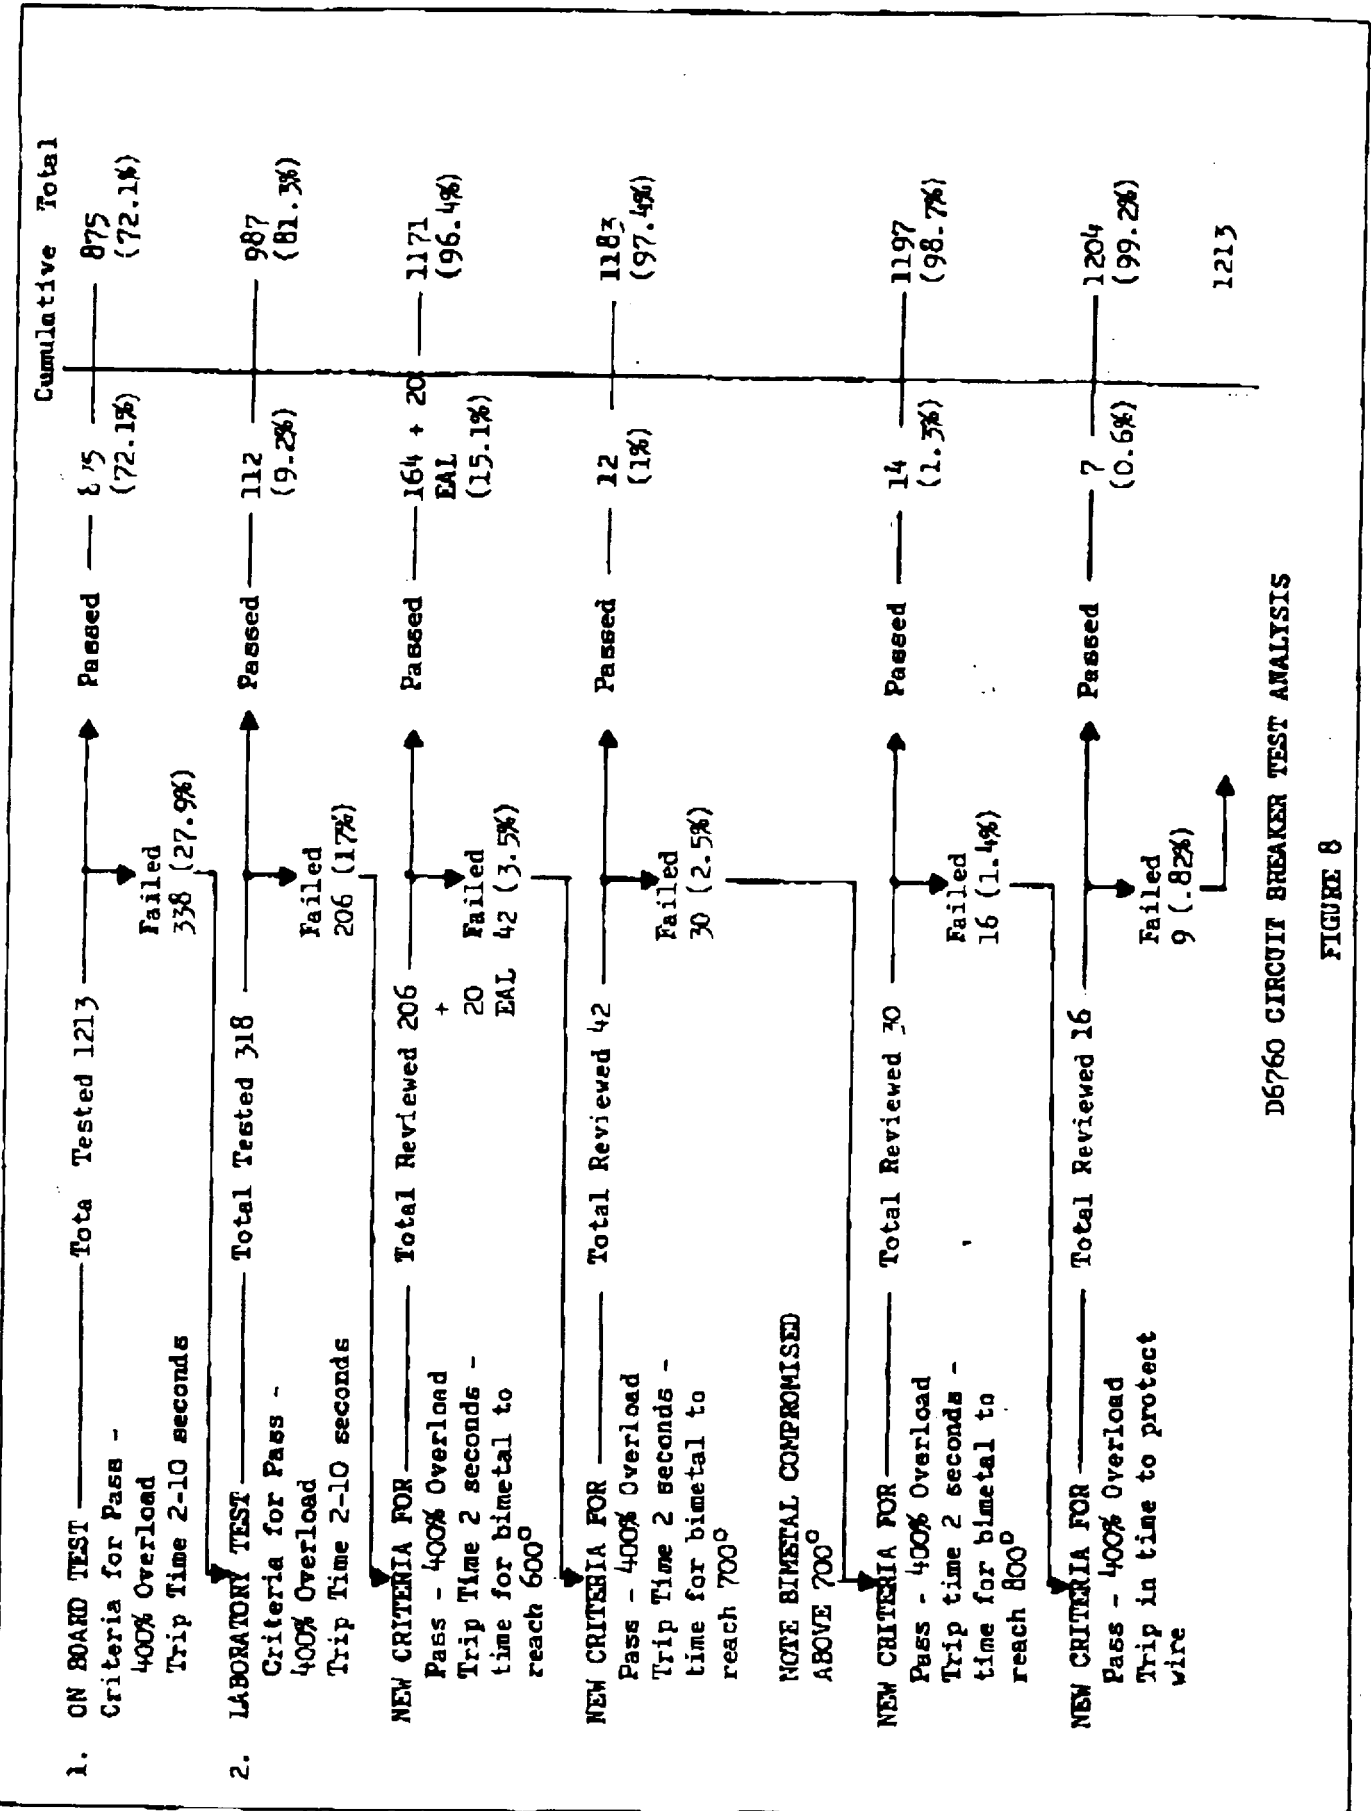 Cumulative Total
1. ON BOARD TEST
Tota Tested 1213
Passed
(72.1%)
875
(72.1%)
Criteria for Pass -
400% Overload
Trip Time 2-10 seconds
Failed
338 (27.9%)
2. LABORATORY TEST
Total Tested 318
Passed
112
(9.2%)
987
(81.3%)
Criteria for Pass -
400% Overload
Trip Time 2-10 seconds
Failed
206 (17%)
NEW CRITERIA FOR
Total Reviewed 206
+
20
EAL
Passed
164 + 20
EAL
(15.1%)
1171
(96.4%)
Pass - 400% Overload
Trip Time 2 seconds -
time for bimetal to
reach 600°
Failed
42 (3.5%)
NEW CRITERIA FOR
Total Reviewed 42
Passed
12
(1%)
1183
(97.4%)
Pass - 400% Overload
Trip Time 2 seconds -
time for bimetal to
reach 700°
Failed
30 (2.5%)
NOTE BIMETAL COMPROMISED
ABOVE 700°
NEW CRITERIA FOR
Total Reviewed 30
Passed
14
(1.3%)
1197
(98.7%)
Pass - 400% Overload
Trip time 2 seconds -
time for bimetal to
reach 800°
Failed
16 (1.4%)
NEW CRITERIA FOR
Total Reviewed 16
Passed
7
(0.6%)
1204
(99.2%)
Pass - 400% Overload
Trip in time to protect
wire
Failed
9 (.82%)
1213
D6760 CIRCUIT BREAKER TEST ANALYSIS
FIGURE 8